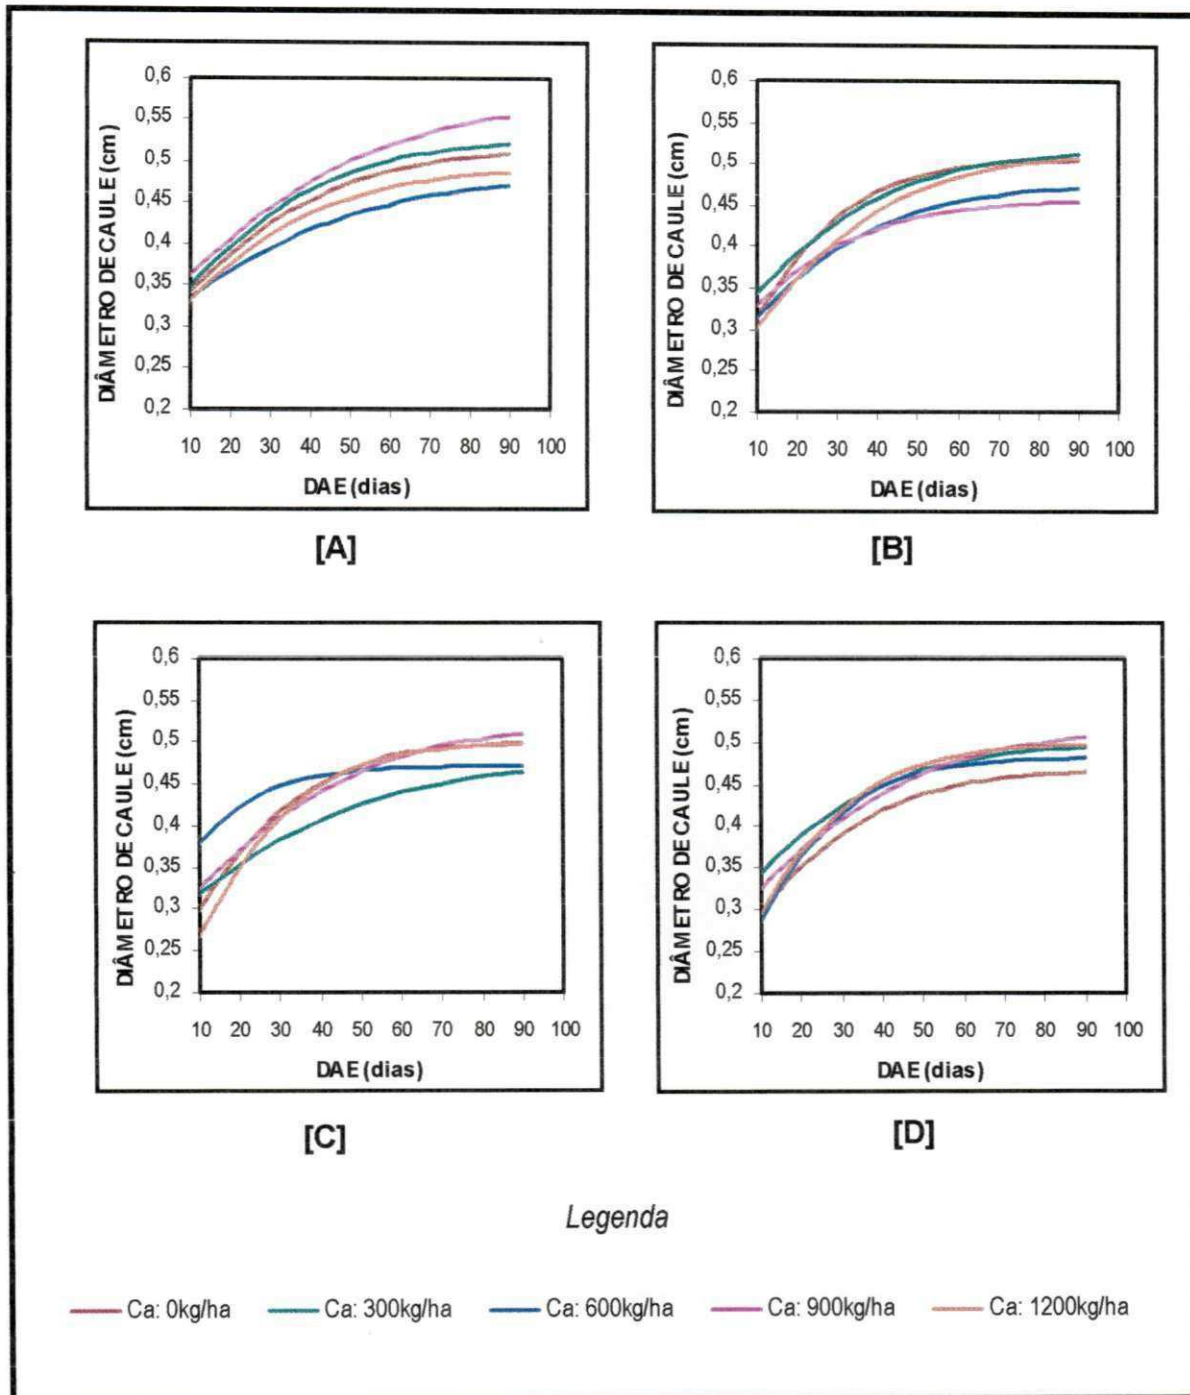 0,6
0,55
0,5
0,45
0,4
0,35
0,3
0,25
0,2
DIÂMETRO DE CAULE (cm)
10 20 30 40 50 60 70 80 90 100
DAE (dias)
[A]
0,6
0,55
0,5
0,45
0,4
0,35
0,3
0,25
0,2
DIÂMETRO DE CAULE (cm)
10 20 30 40 50 60 70 80 90 100
DAE (dias)
[B]
0,6
0,55
0,5
0,45
0,4
0,35
0,3
0,25
0,2
DIÂMETRO DE CAULE (cm)
10 20 30 40 50 60 70 80 90 100
DAE (dias)
[C]
0,6
0,55
0,5
0,45
0,4
0,35
0,3
0,25
0,2
DIÂMETRO DE CAULE (cm)
10 20 30 40 50 60 70 80 90 100
DAE (dias)
[D]
Legenda
Ca: 0kg/ha Ca: 300kg/ha Ca: 600kg/ha Ca: 900kg/ha Ca: 1200kg/ha